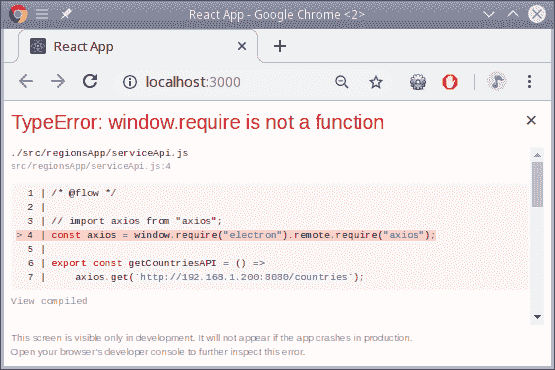 React App - Google Chrome <2>
React App
localhost:3000
TypeError: window.require is not a function
./src/regionsApp/serviceApi.js
src/regionsApp/serviceApi.js:4
1 | /* @flow */
2 |
3 | // import axios from "axios";
> 4 | const axios = window.require("electron").remote.require("axios");
5 |
6 | export const getCountriesAPI = () =>
7 |     axios.get(`http://192.168.1.200:8080/countries`);
View compiled
This screen is visible only in development. It will not appear if the app crashes in production.
Open your browser's developer console to further inspect this error.